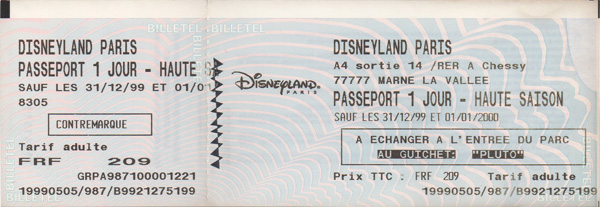 BILLETEL BILLETEL
DISNEYLAND PARIS
PASSEPORT 1 JOUR - HAUTE S
SAUF LES 31/12/99 ET 01/01
8305
CONTREMARQUE
Tarif adulte
FRF 209
GRPA987100001221
19990505/987/B9921275199
Disneyland
PARIS
DISNEYLAND PARIS
A4 sortie 14 /RER A Chessy
77777 MARNE LA VALLEE
PASSEPORT 1 JOUR - HAUTE SAISON
SAUF LES 31/12/99 ET 01/01/2000
A ECHANGER A L'ENTREE DU PARC
AU GUICHET: "PLUTO"
Prix TTC : FRF 209 Tarif adulte
19990505/987/B9921275199